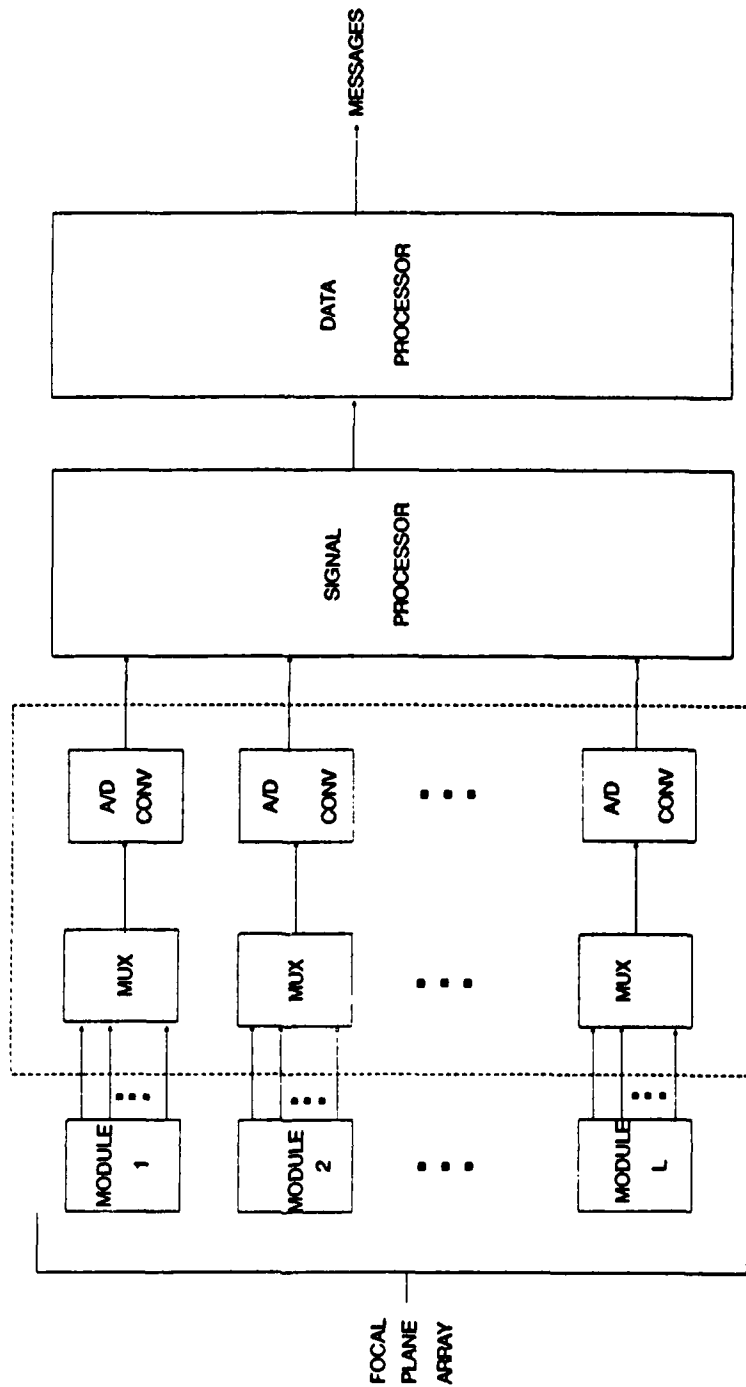 FOCAL
PLANE
ARRAY
MODULE
1
MUX
A/D
CONV
MODULE
2
MUX
A/D
CONV
MODULE
L
MUX
A/D
CONV
SIGNAL
PROCESSOR
DATA
PROCESSOR
MESSAGES